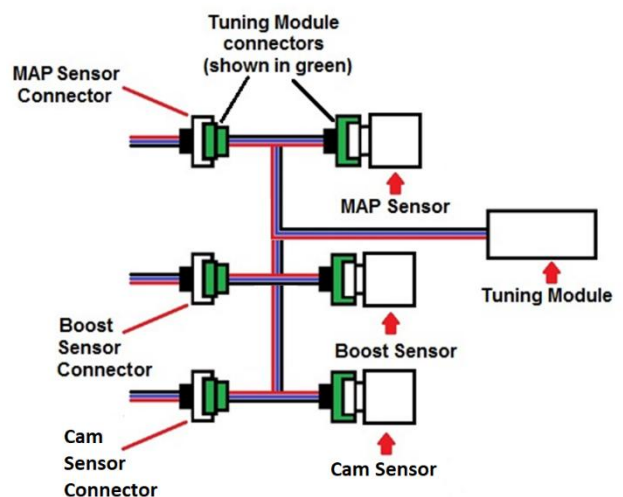 Tuning Module
connectors
(shown in green)
MAP Sensor
Connector
MAP Sensor
Tuning Module
Boost
Sensor
Connector
Boost Sensor
Cam
Sensor
Connector
Cam Sensor